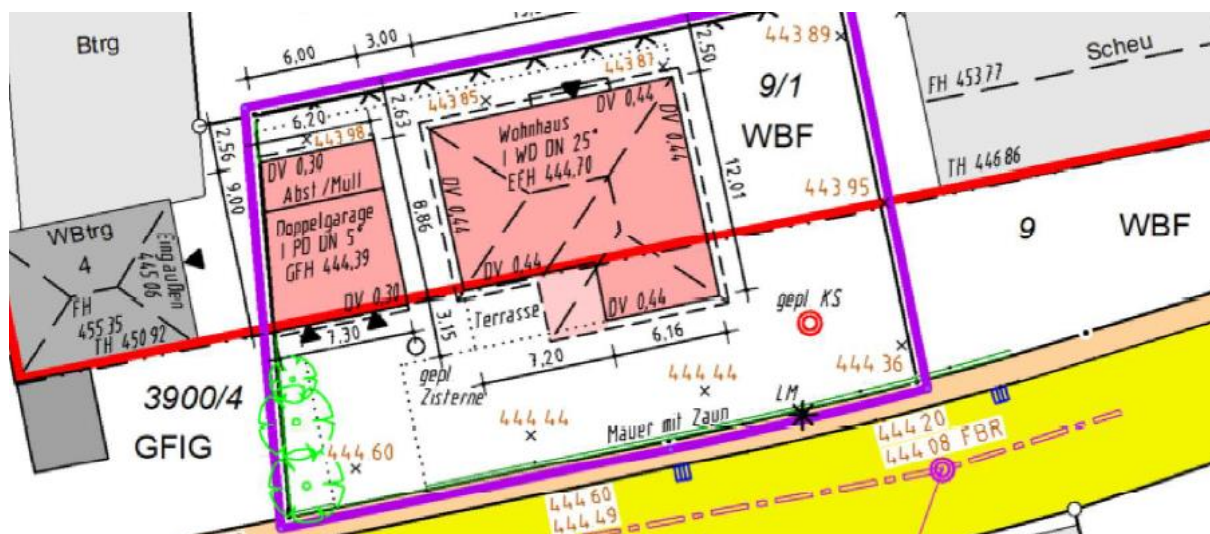 Btrg
6,00
3,00
2,50
443 89
Scheu
FH 453 77
443 87
443 85
DV 0,44
9/1
WBF
6,20
2,63
443 98
2,56
9,00
DV 0,30
Abst /Müll
Wohnhaus
I WD DN 25°
EFH 444,70
DV 0,44
DV 0,44
12,01
TH 446 86
443 95
Doppelgarage
I PD DN 5°
GFH 444,39
8,86
DV 0,44
DV 0,30
DV 0,44
9
WBF
WBtrg
4
Eingaußen
445 06
FH
455 35
TH 450 92
7,30
3,15
Terrasse
6,16
7,20
gepl KS
gepl
Zisterne
3900/4
GFlG
444 44
444 36
LM
444 44
Mauer mit Zaun
444 60
444 20
444 08 FBR
444 60
444 49